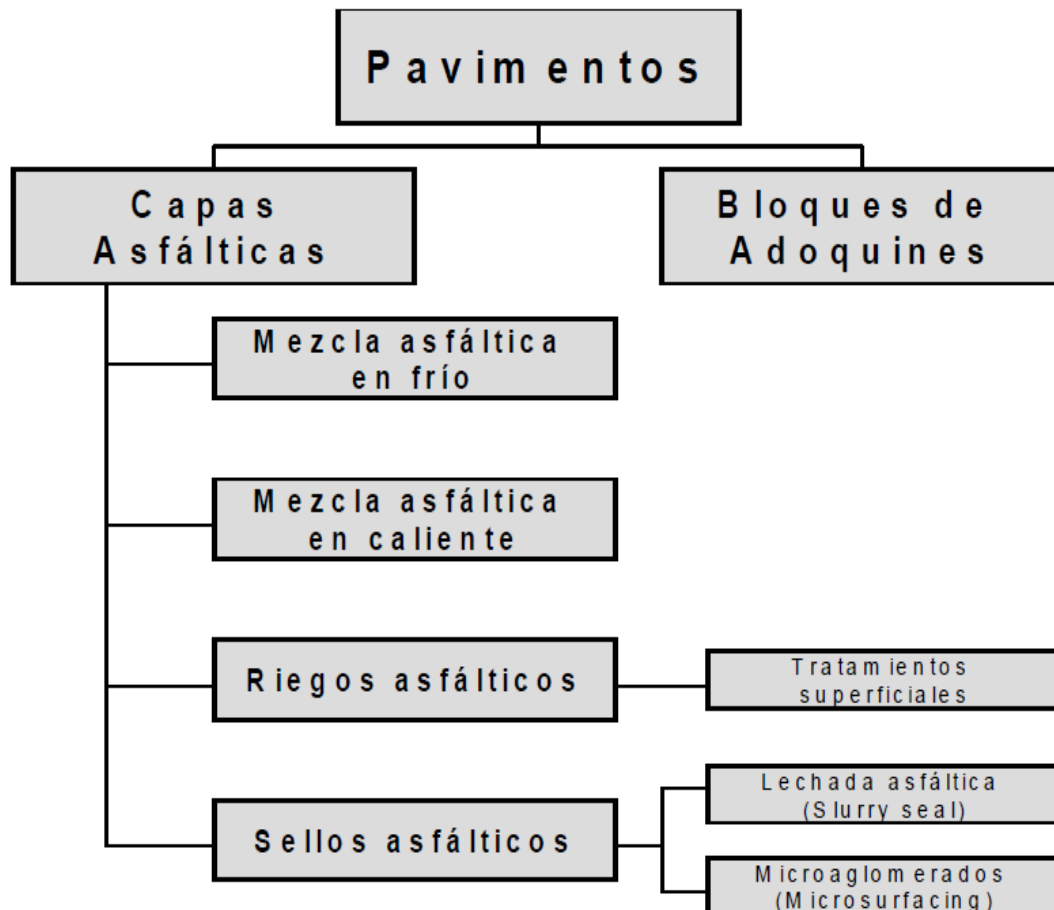 Pavimentos
Capas
Asfálticas
Bloques de
Adoquines
Mezcla asfáltica
en frío
Mezcla asfáltica
en caliente
Riegos asfálticos
Tratamientos
superficiales
Sellos asfálticos
Lechada asfáltica
(Slurry seal)
Microaglomerados
(Microsurfacing)